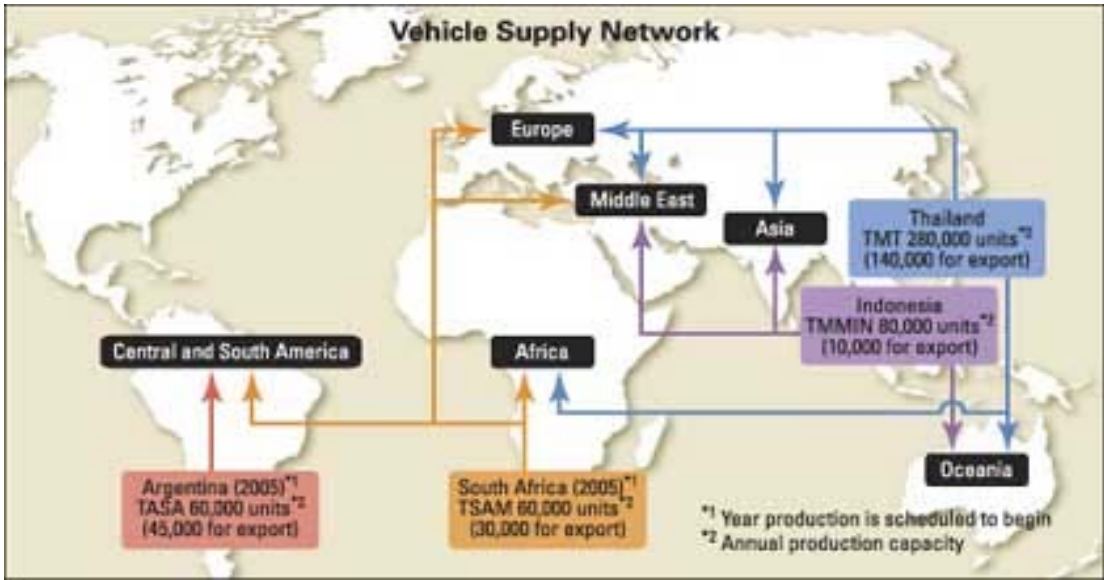 Vehicle Supply Network
Europe
Middle East
Asia
Thailand
TMT 280,000 units*2
(140,000 for export)
Indonesia
TMMIN 80,000 units*2
(10,000 for export)
Central and South America
Africa
Oceania
Argentina (2005)*1
TASA 60,000 units*2
(45,000 for export)
South Africa (2005)*1
TSAM 60,000 units*2
(30,000 for export)
*1 Year production is scheduled to begin
*2 Annual production capacity